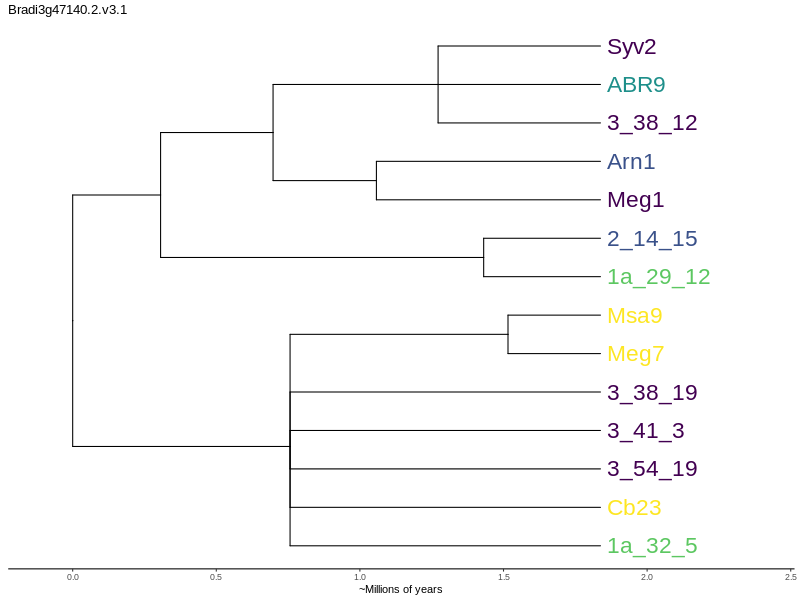 Bradi3g47140.2.v3.1
Syv2
ABR9
3_38_12
Arn1
Meg1
2_14_15
1a_29_12
Msa9
Meg7
3_38_19
3_41_3
3_54_19
Cb23
1a_32_5
0.0 0.5 1.0 1.5 2.0 2.5
~Millions of years